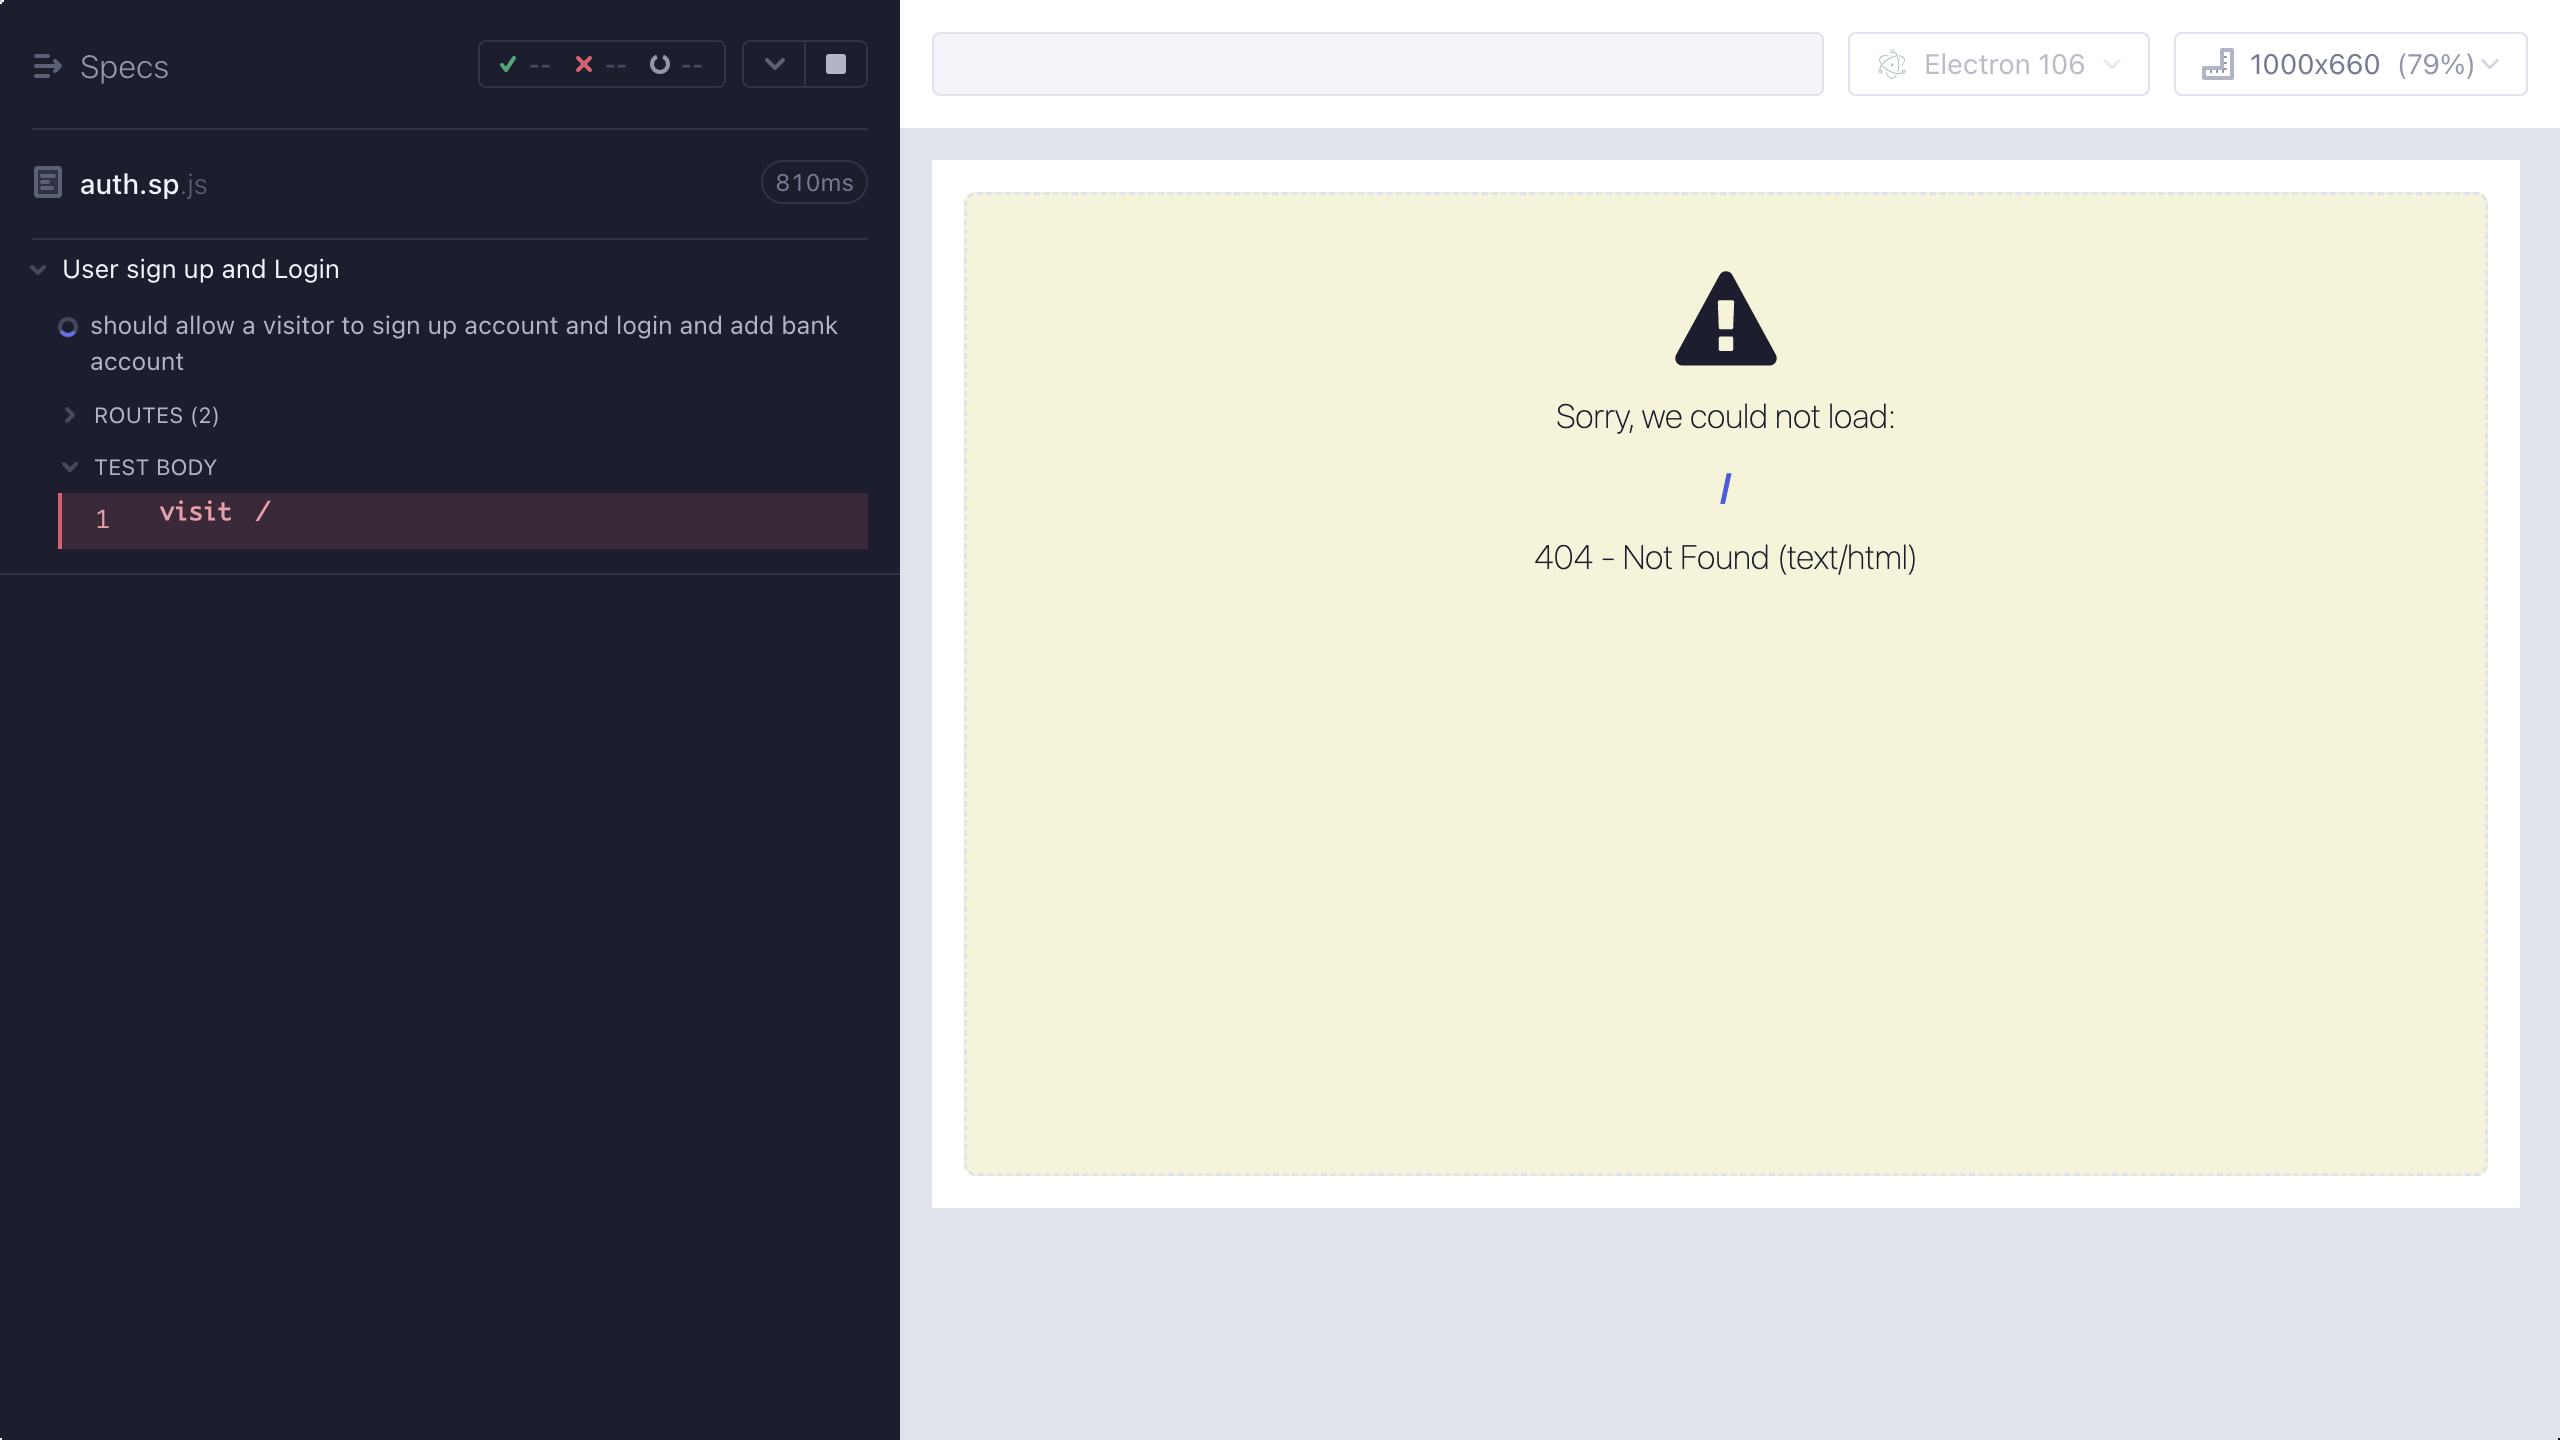 Specs
-- -- --
auth.sp.js
810ms
User sign up and Login
should allow a visitor to sign up account and login and add bank
account
ROUTES (2)
TEST BODY
1 visit /
Electron 106
1000x660 (79%)
Sorry, we could not load:
/
404 - Not Found (text/html)